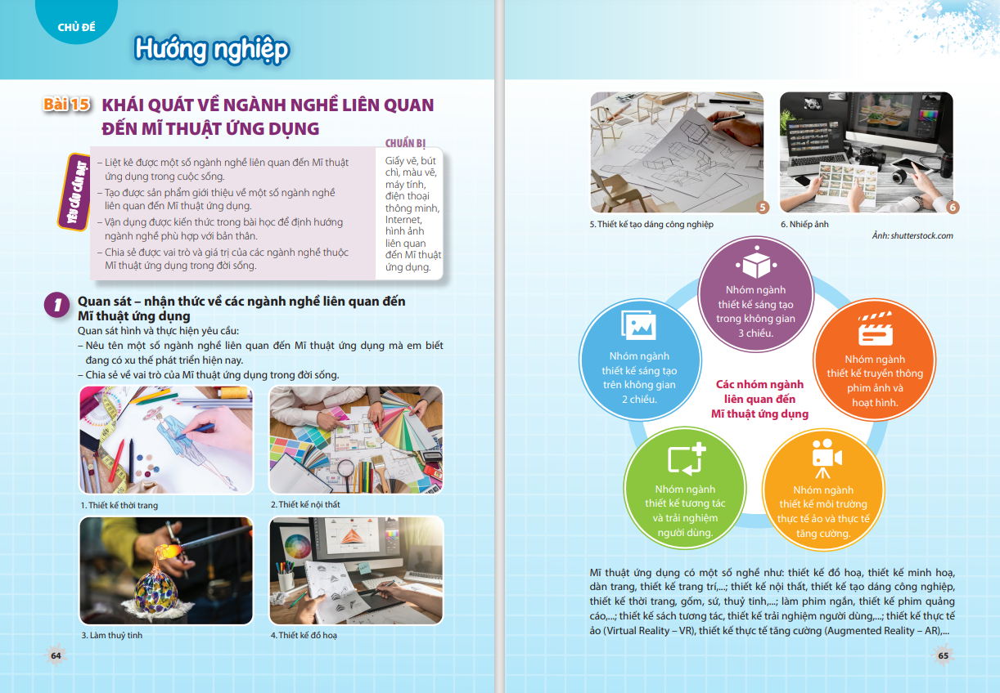 CHỦ ĐỀ
Hướng nghiệp
Bài 15
KHÁI QUÁT VỀ NGÀNH NGHỀ LIÊN QUAN
ĐẾN MĨ THUẬT ỨNG DỤNG
YÊU CẦU CẦN ĐẠT
– Liệt kê được một số ngành nghề liên quan đến Mĩ thuật
ứng dụng trong cuộc sống.
– Tạo được sản phẩm giới thiệu về một số ngành nghề
liên quan đến Mĩ thuật ứng dụng.
– Vận dụng được kiến thức trong bài học để định hướng
ngành nghề phù hợp với bản thân.
– Chia sẻ được vai trò và giá trị của các ngành nghề thuộc
Mĩ thuật ứng dụng trong đời sống.
CHUẨN BỊ
Giấy vẽ, bút
chì, màu vẽ,
máy tính,
điện thoại
thông minh,
Internet,
hình ảnh
liên quan
đến Mĩ thuật
ứng dụng.
1
Quan sát – nhận thức về các ngành nghề liên quan đến
Mĩ thuật ứng dụng
Quan sát hình và thực hiện yêu cầu:
– Nêu tên một số ngành nghề liên quan đến Mĩ thuật ứng dụng mà em biết
đang có xu thế phát triển hiện nay.
– Chia sẻ về vai trò của Mĩ thuật ứng dụng trong đời sống.
1. Thiết kế thời trang
2. Thiết kế nội thất
3. Làm thuỷ tinh
4. Thiết kế đồ hoạ
64
5
6
5. Thiết kế tạo dáng công nghiệp
6. Nhiếp ảnh
Ảnh: shutterstock.com
Nhóm ngành
thiết kế sáng tạo
trong không gian
3 chiều.
Nhóm ngành
thiết kế sáng tạo
trên không gian
2 chiều.
Nhóm ngành
thiết kế truyền thông
phim ảnh và
hoạt hình.
Các nhóm ngành
liên quan đến
Mĩ thuật ứng dụng
Nhóm ngành
thiết kế tương tác
và trải nghiệm
người dùng.
Nhóm ngành
thiết kế môi trường
thực tế ảo và thực tế
tăng cường.
Mĩ thuật ứng dụng có một số nghề như: thiết kế đồ hoạ, thiết kế minh hoạ,
dàn trang, thiết kế trang trí,...; thiết kế nội thất, thiết kế tạo dáng công nghiệp,
thiết kế thời trang, gốm, sứ, thuỷ tinh,...; làm phim ngắn, thiết kế phim quảng
cáo,...; thiết kế sách tương tác, thiết kế trải nghiệm người dùng,...; thiết kế thực tế
ảo (Virtual Reality – VR), thiết kế thực tế tăng cường (Augmented Reality – AR),...
65